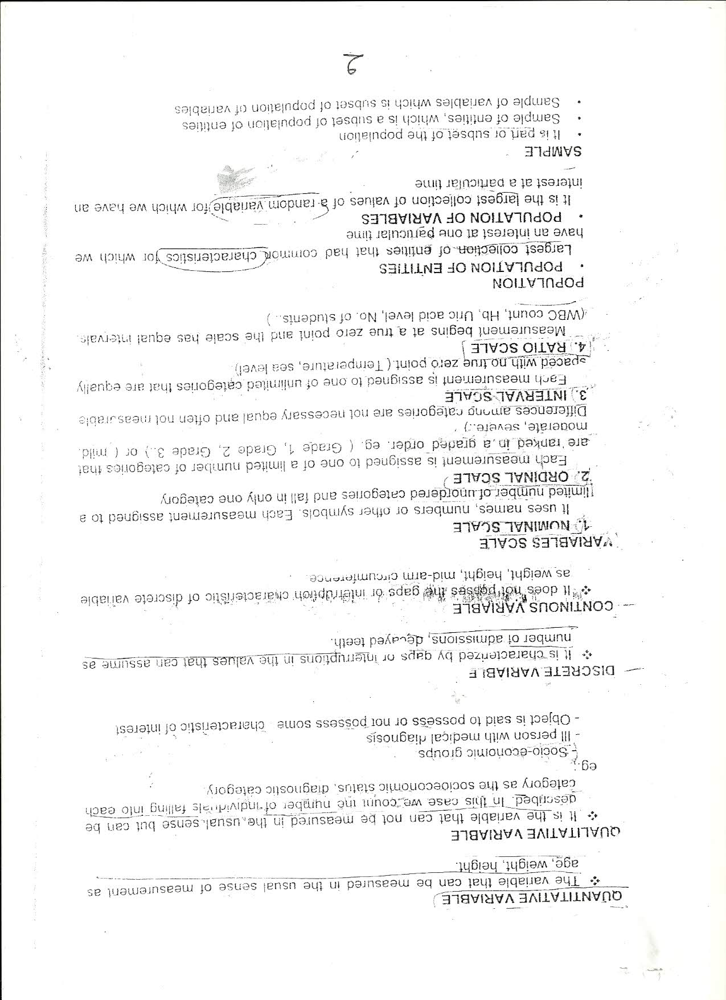 QUANTITATIVE VARIABLE
❖ The variable that can be measured in the usual sense of measurement as
age, weight, height.
QUALITATIVE VARIABLE
❖ It is the variable that can not be measured in the usual sense but can be
described. In this case we count the number of individuals falling into each
category as the socioeconomic status, diagnostic category
eg:
- Socio-economic groups
- Ill person with medical diagnosis
- Object is said to possess or not possess some characteristic of interest
DISCRETE VARIABLE
❖ It is characterized by gaps or interruptions in the values that can assume as
number of admissions, decayed teeth.
CONTINOUS VARIABLE
❖ It does not posses the gaps or interruption characteristic of discrete variable
as weight, height, mid-arm circumference
VARIABLES SCALE
1. NOMINAL SCALE
It uses names, numbers or other symbols. Each measurement assigned to a
limited number of unordered categories and fall in only one category
2. ORDINAL SCALE
Each measurement is assigned to one of a limited number of categories that
are ranked in a graded order. eg. ( Grade 1, Grade 2, Grade 3..) or ( mild,
moderate, severe..)
Differences among categories are not necessary equal and often not measurable
3. INTERVAL SCALE
Each measurement is assigned to one of unlimited categories that are equally
spaced with no true zero point.( Temperature, sea level)
4. RATIO SCALE
Measurement begins at a true zero point and the scale has equal intervals.
(WBC count, Hb, Uric acid level, No. of students.. )
POPULATION
• POPULATION OF ENTITIES
Largest collection of entities that had common characteristics for which we
have an interest at one particular time
• POPULATION OF VARIABLES
It is the largest collection of values of a random variable for which we have an
interest at a particular time
SAMPLE
• It is part or subset of the population
• Sample of entities, which is a subset of population of entities
• Sample of variables which is subset of population of variables
2